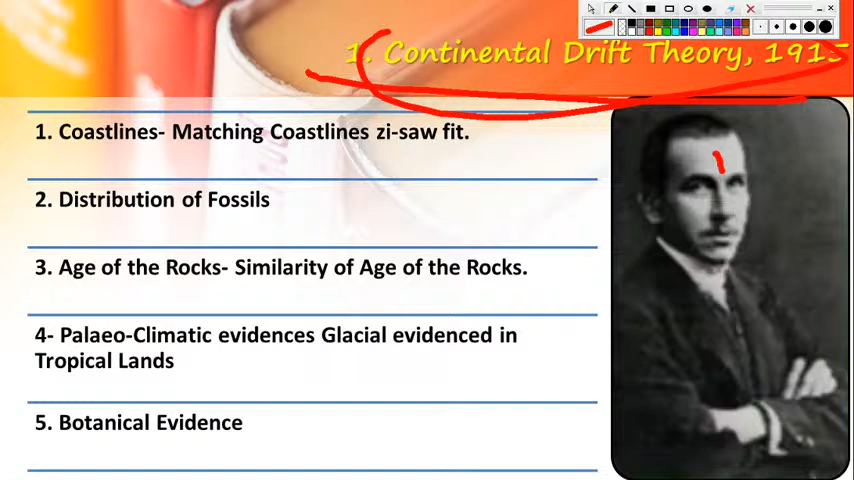 1. Continental Drift Theory, 1915
1. Coastlines- Matching Coastlines zi-saw fit.
2. Distribution of Fossils
3. Age of the Rocks- Similarity of Age of the Rocks.
4- Palaeo-Climatic evidences Glacial evidenced in
Tropical Lands
5. Botanical Evidence